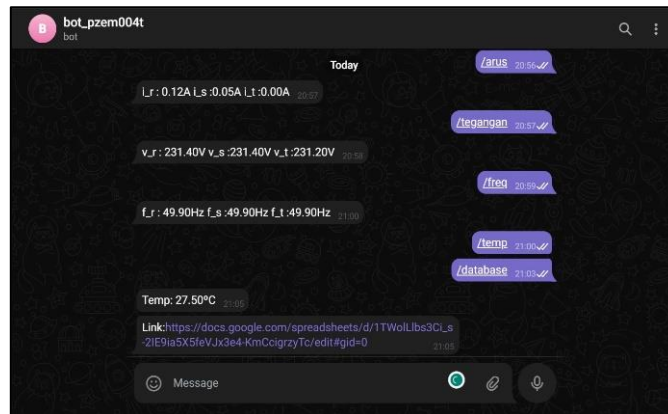 B
bot_pzem004t
bot
Today
/arus 20:56
i_r : 0.12A i_s :0.05A i_t :0.00A 20:57
/tegangan 20:57
v_r : 231.40V v_s :231.40V v_t :231.20V 20:58
/freq 20:59
f_r : 49.90Hz f_s :49.90Hz f_t :49.90Hz 21:00
/temp 21:00
/database 21:03
Temp: 27.50ºC 21:05
Link:https://docs.google.com/spreadsheets/d/1TWolLlbs3Ci_s
-2IE9ia5X5feVJx3e4-KmCcigrzyTc/edit#gid=0 21:05
Message